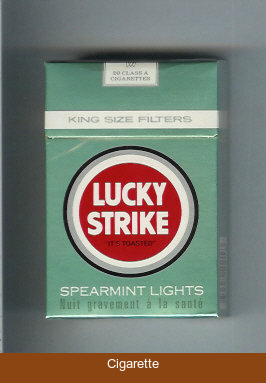 20 CLASS A
CIGARETTES
KING SIZE FILTERS
LUCKY
STRIKE
"IT'S TOASTED"
SPEARMINT LIGHTS
Nuit gravement à la santé
Cigarette